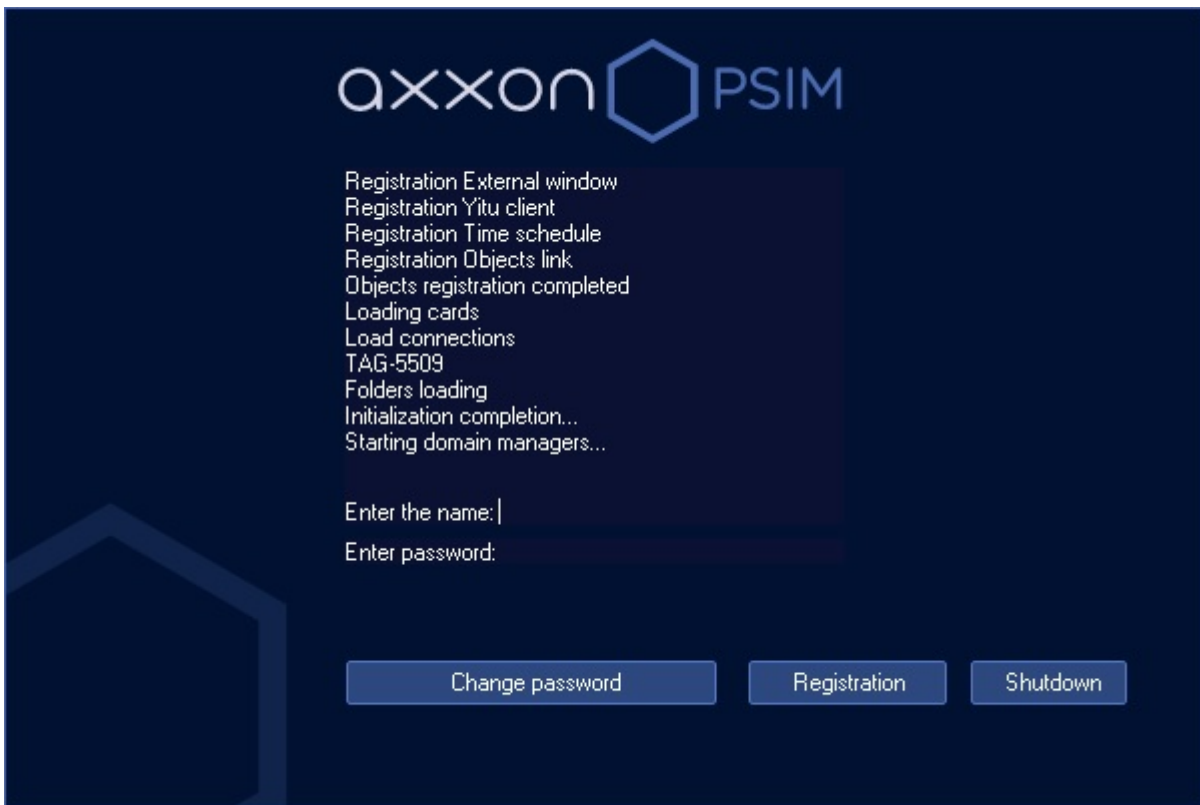 axxon PSIM
Registration External window
Registration Yitu client
Registration Time schedule
Registration Objects link
Objects registration completed
Loading cards
Load connections
TAG-5509
Folders loading
Initialization completion...
Starting domain managers...
Enter the name:
Enter password:
Change password Registration Shutdown